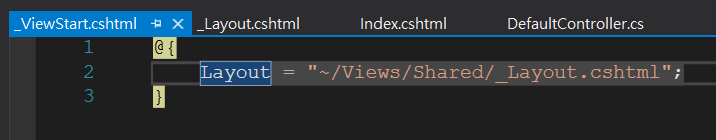 _ViewStart.cshtml _Layout.cshtml Index.cshtml DefaultController.cs
1 @{
2 Layout = "~/Views/Shared/_Layout.cshtml";
3 }